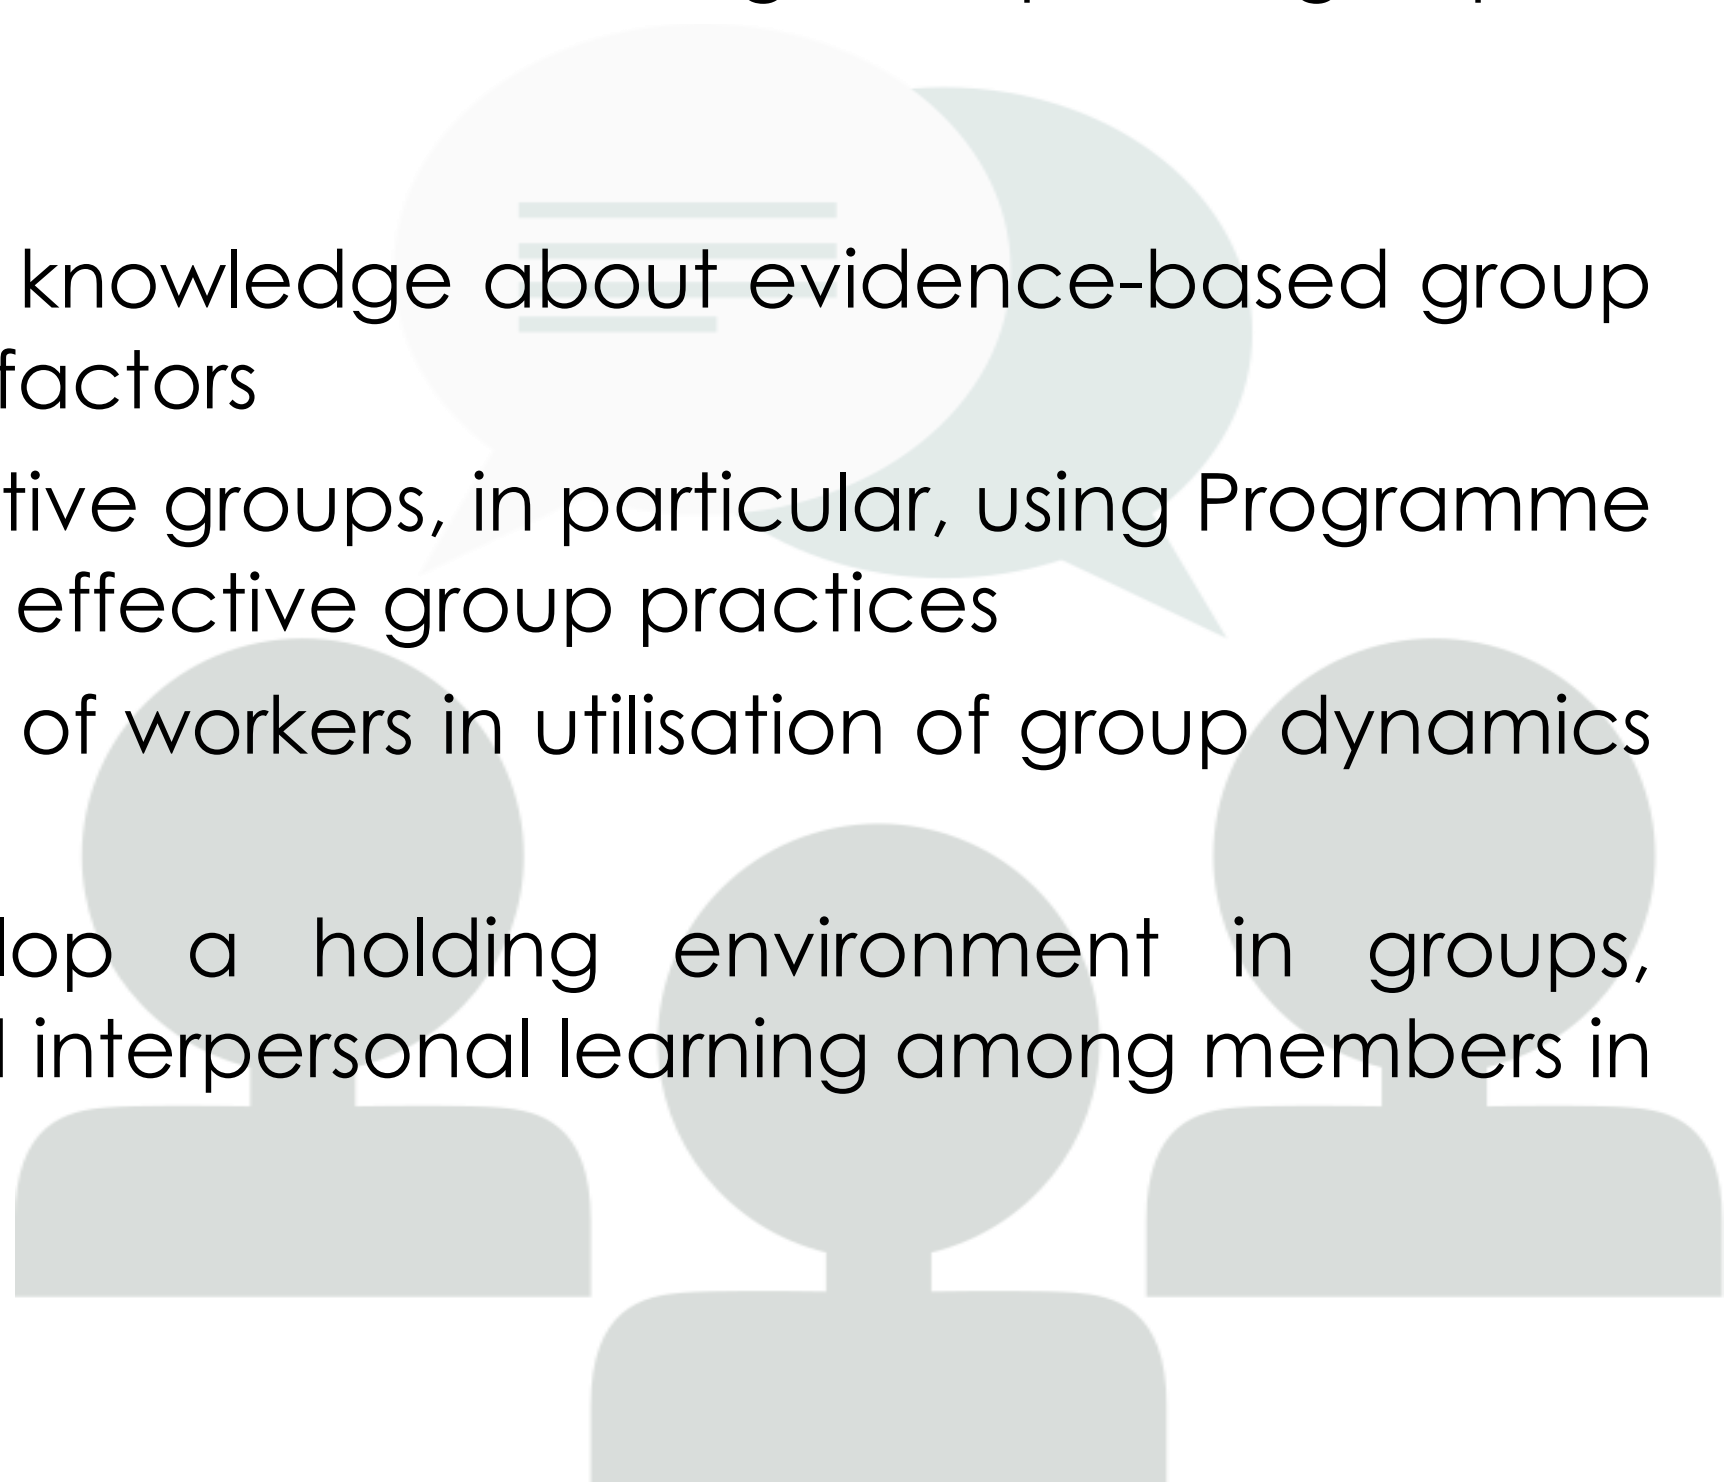 knowledge about evidence-based group
factors
tive groups, in particular, using Programme
effective group practices
of workers in utilisation of group dynamics
lop a holding environment in groups,
interpersonal learning among members in